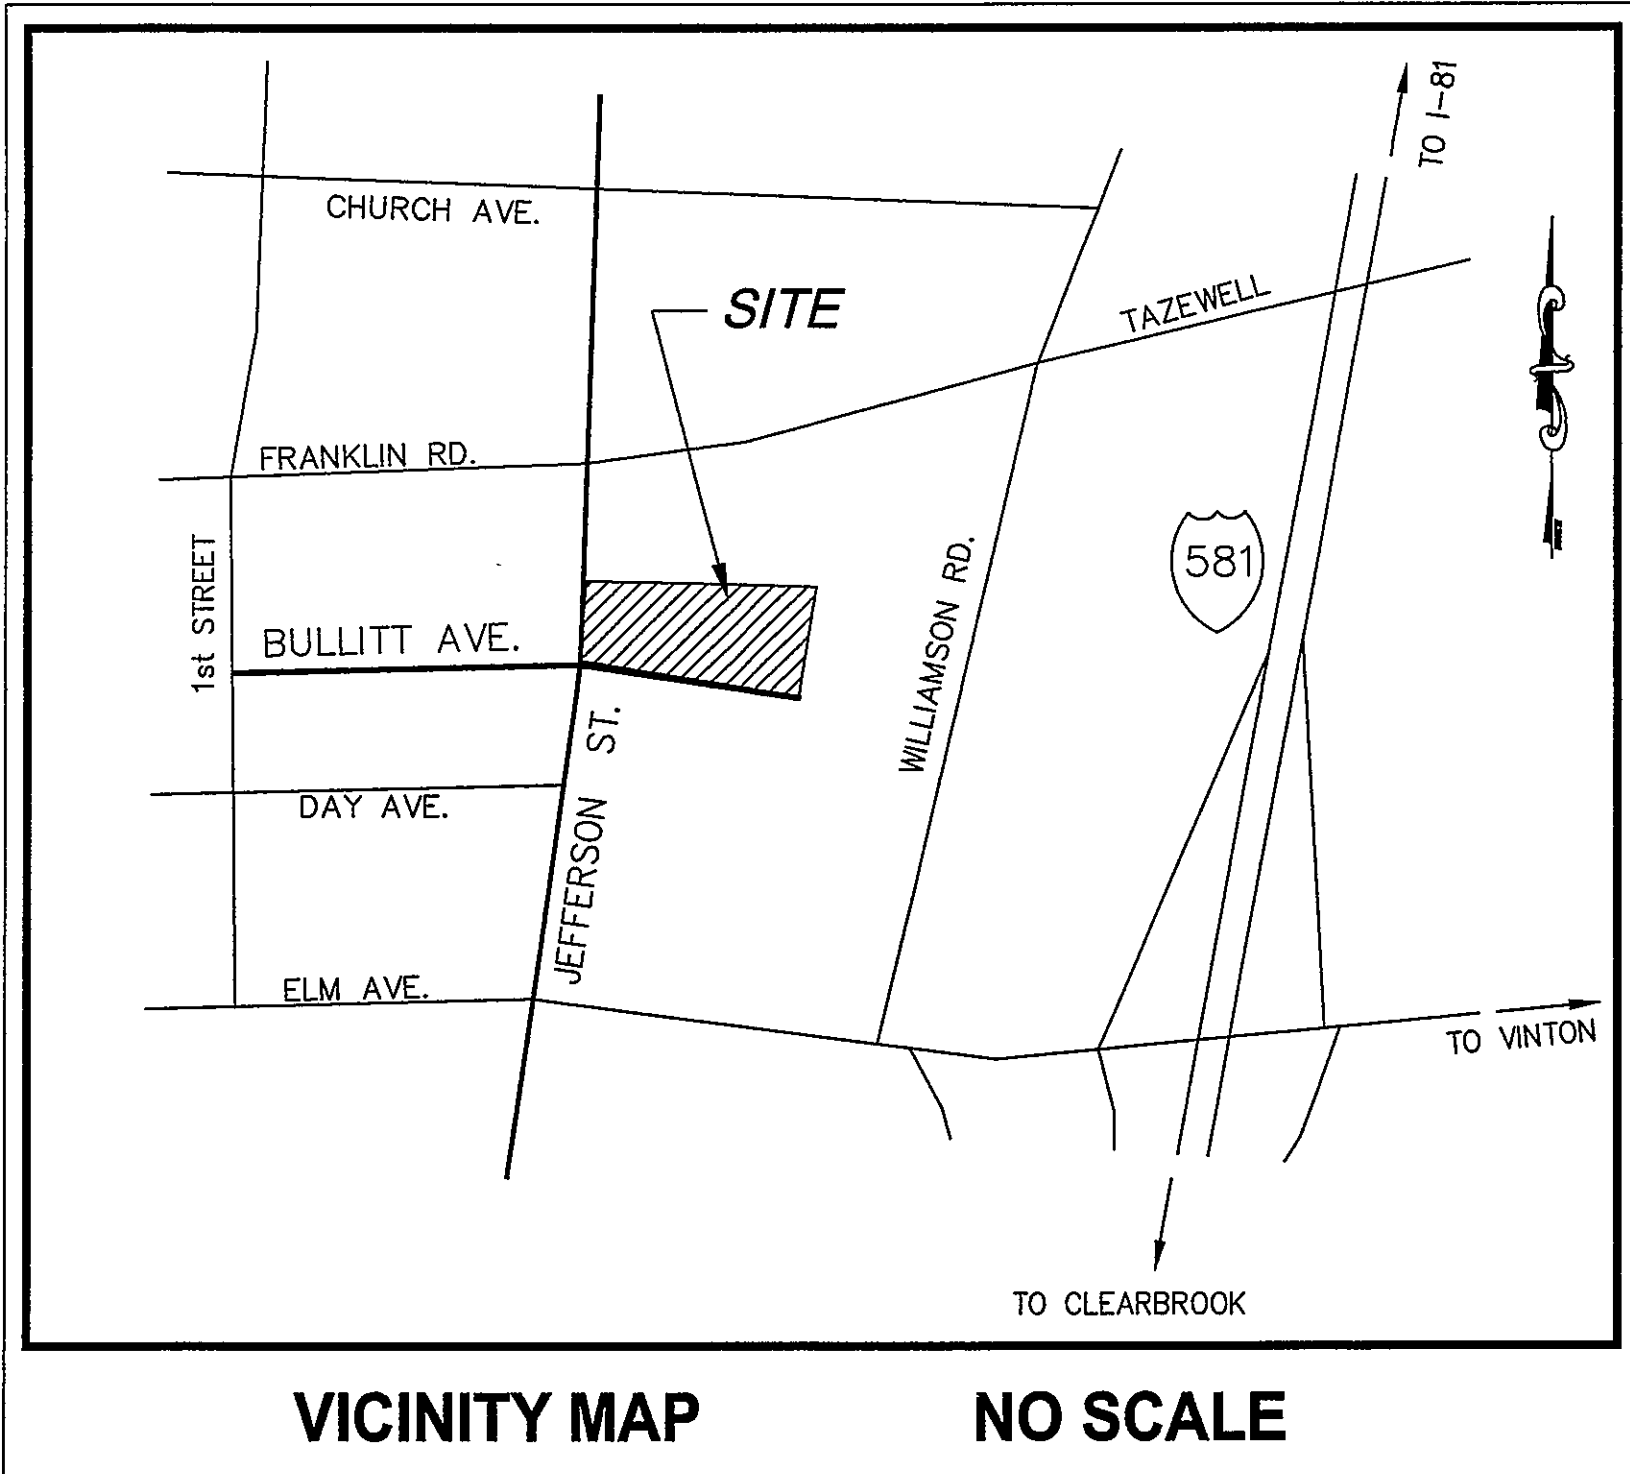 TO I-81
CHURCH AVE.
SITE
TAZEWELL
FRANKLIN RD.
1st STREET
BULLITT AVE.
WILLIAMSON RD.
581
JEFFERSON ST.
DAY AVE.
ELM AVE.
TO VINTON
TO CLEARBROOK
VICINITY MAP
NO SCALE